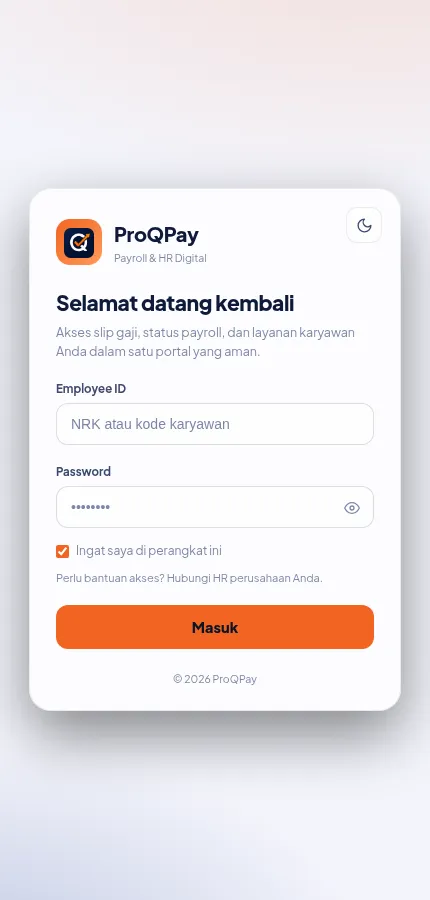 ProQPay
Payroll & HR Digital
Selamat datang kembali
Akses slip gaji, status payroll, dan layanan karyawan
Anda dalam satu portal yang aman.
Employee ID
NRK atau kode karyawan
Password
••••••••
Ingat saya di perangkat ini
Perlu bantuan akses? Hubungi HR perusahaan Anda.
Masuk
© 2026 ProQPay